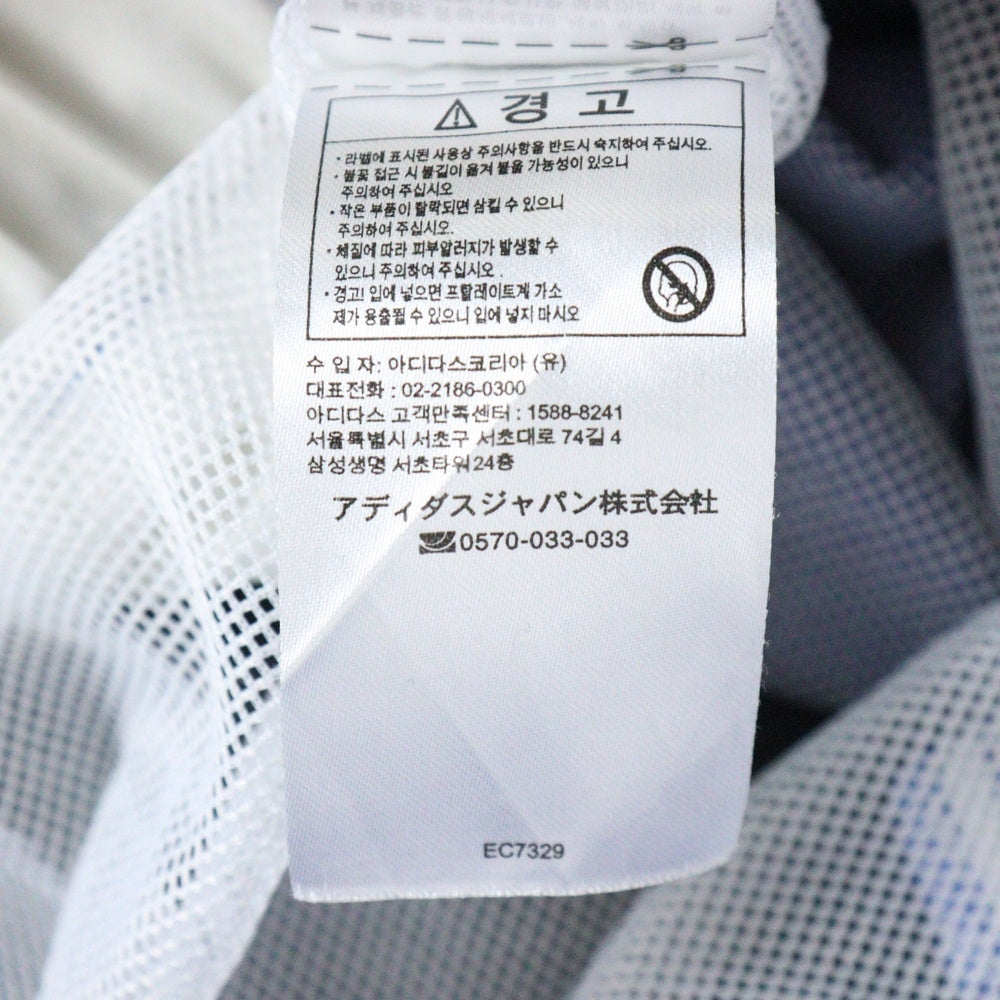 경 고
· 라벨에 표시된 사용상 주의사항을 반드시 숙지하여 주십시오.
· 불꽃 접근 시 불길이 옮겨 붙을 가능성이 있으니
주의하여 주십시오
· 작은 부품이 탈락되면 삼킬 수 있으니
주의하여 주십시오.
· 체질에 따라 피부알러지가 발생할 수
있으니 주의하여 주십시오 .
· 경고! 입에 넣으면 프탈레이트계 가소
제가 용출될 수 있으니 입에 넣지 마시오
수 입 자: 아디다스코리아 (유)
대표전화 : 02-2186-0300
아디다스 고객만족센터 : 1588-8241
서울특별시 서초구 서초대로 74길 4
삼성생명 서초타워24층
アディダスジャパン株式会社
0570-033-033
EC7329